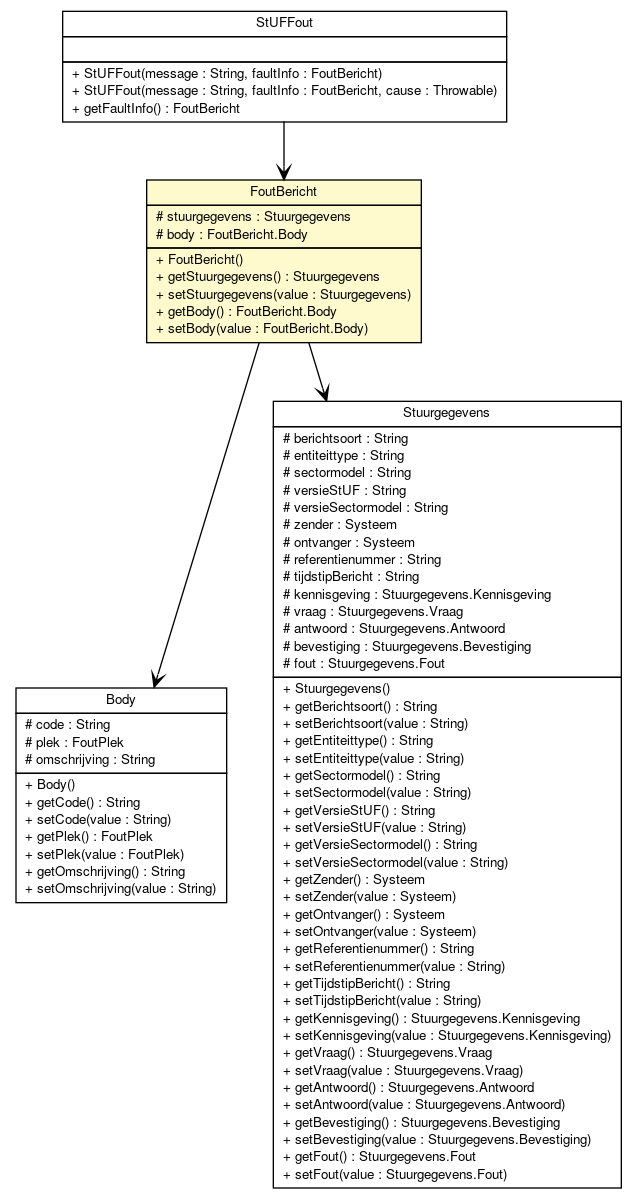 StUFFout
+ StUFFout(message : String, faultInfo : FoutBericht)
+ StUFFout(message : String, faultInfo : FoutBericht, cause : Throwable)
+ getFaultInfo() : FoutBericht
FoutBericht
# stuurgegevens : Stuurgegevens
# body : FoutBericht.Body
+ FoutBericht()
+ getStuurgegevens() : Stuurgegevens
+ setStuurgegevens(value : Stuurgegevens)
+ getBody() : FoutBericht.Body
+ setBody(value : FoutBericht.Body)
Stuurgegevens
# berichtsoort : String
# entiteittype : String
# sectormodel : String
# versieStUF : String
# versieSectormodel : String
# zender : Systeem
# ontvanger : Systeem
# referentienummer : String
# tijdstipBericht : String
# kennisgeving : Stuurgegevens.Kennisgeving
# vraag : Stuurgegevens.Vraag
# antwoord : Stuurgegevens.Antwoord
# bevestiging : Stuurgegevens.Bevestiging
# fout : Stuurgegevens.Fout
+ Stuurgegevens()
+ getBerichtsoort() : String
+ setBerichtsoort(value : String)
+ getEntiteittype() : String
+ setEntiteittype(value : String)
+ getSectormodel() : String
+ setSectormodel(value : String)
+ getVersieStUF() : String
+ setVersieStUF(value : String)
+ getVersieSectormodel() : String
+ setVersieSectormodel(value : String)
+ getZender() : Systeem
+ setZender(value : Systeem)
+ getOntvanger() : Systeem
+ setOntvanger(value : Systeem)
+ getReferentienummer() : String
+ setReferentienummer(value : String)
+ getTijdstipBericht() : String
+ setTijdstipBericht(value : String)
+ getKennisgeving() : Stuurgegevens.Kennisgeving
+ setKennisgeving(value : Stuurgegevens.Kennisgeving)
+ getVraag() : Stuurgegevens.Vraag
+ setVraag(value : Stuurgegevens.Vraag)
+ getAntwoord() : Stuurgegevens.Antwoord
+ setAntwoord(value : Stuurgegevens.Antwoord)
+ getBevestiging() : Stuurgegevens.Bevestiging
+ setBevestiging(value : Stuurgegevens.Bevestiging)
+ getFout() : Stuurgegevens.Fout
+ setFout(value : Stuurgegevens.Fout)
Body
# code : String
# plek : FoutPlek
# omschrijving : String
+ Body()
+ getCode() : String
+ setCode(value : String)
+ getPlek() : FoutPlek
+ setPlek(value : FoutPlek)
+ getOmschrijving() : String
+ setOmschrijving(value : String)